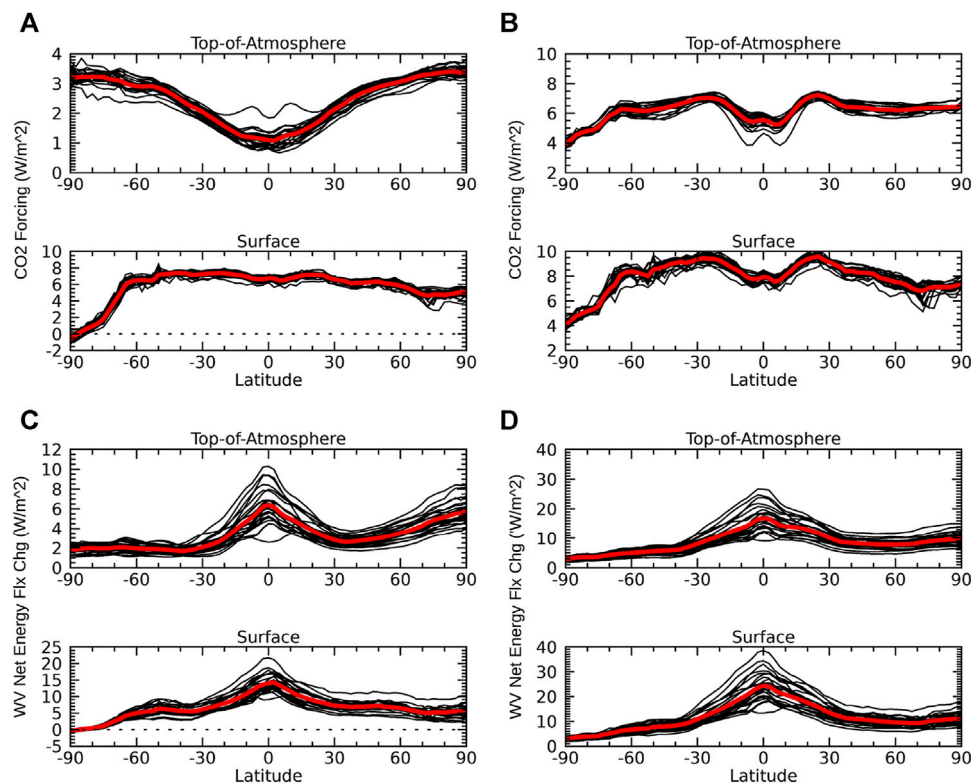 A
B
Top-of-Atmosphere
Top-of-Atmosphere
CO2 Forcing (W/m^2)
4
3
2
1
0
-90 -60 -30 0 30 60 90
CO2 Forcing (W/m^2)
10
8
6
4
2
-90 -60 -30 0 30 60 90
Surface
Surface
10
8
6
4
2
0
-2
-90 -60 -30 0 30 60 90
Latitude
10
8
6
4
2
-90 -60 -30 0 30 60 90
Latitude
C
D
Top-of-Atmosphere
Top-of-Atmosphere
WV Net Energy Flx Chg (W/m^2)
12
10
8
6
4
2
0
-90 -60 -30 0 30 60 90
WV Net Energy Flx Chg (W/m^2)
40
30
20
10
0
-90 -60 -30 0 30 60 90
Surface
Surface
25
20
15
10
5
0
-5
-90 -60 -30 0 30 60 90
Latitude
40
30
20
10
0
-90 -60 -30 0 30 60 90
Latitude